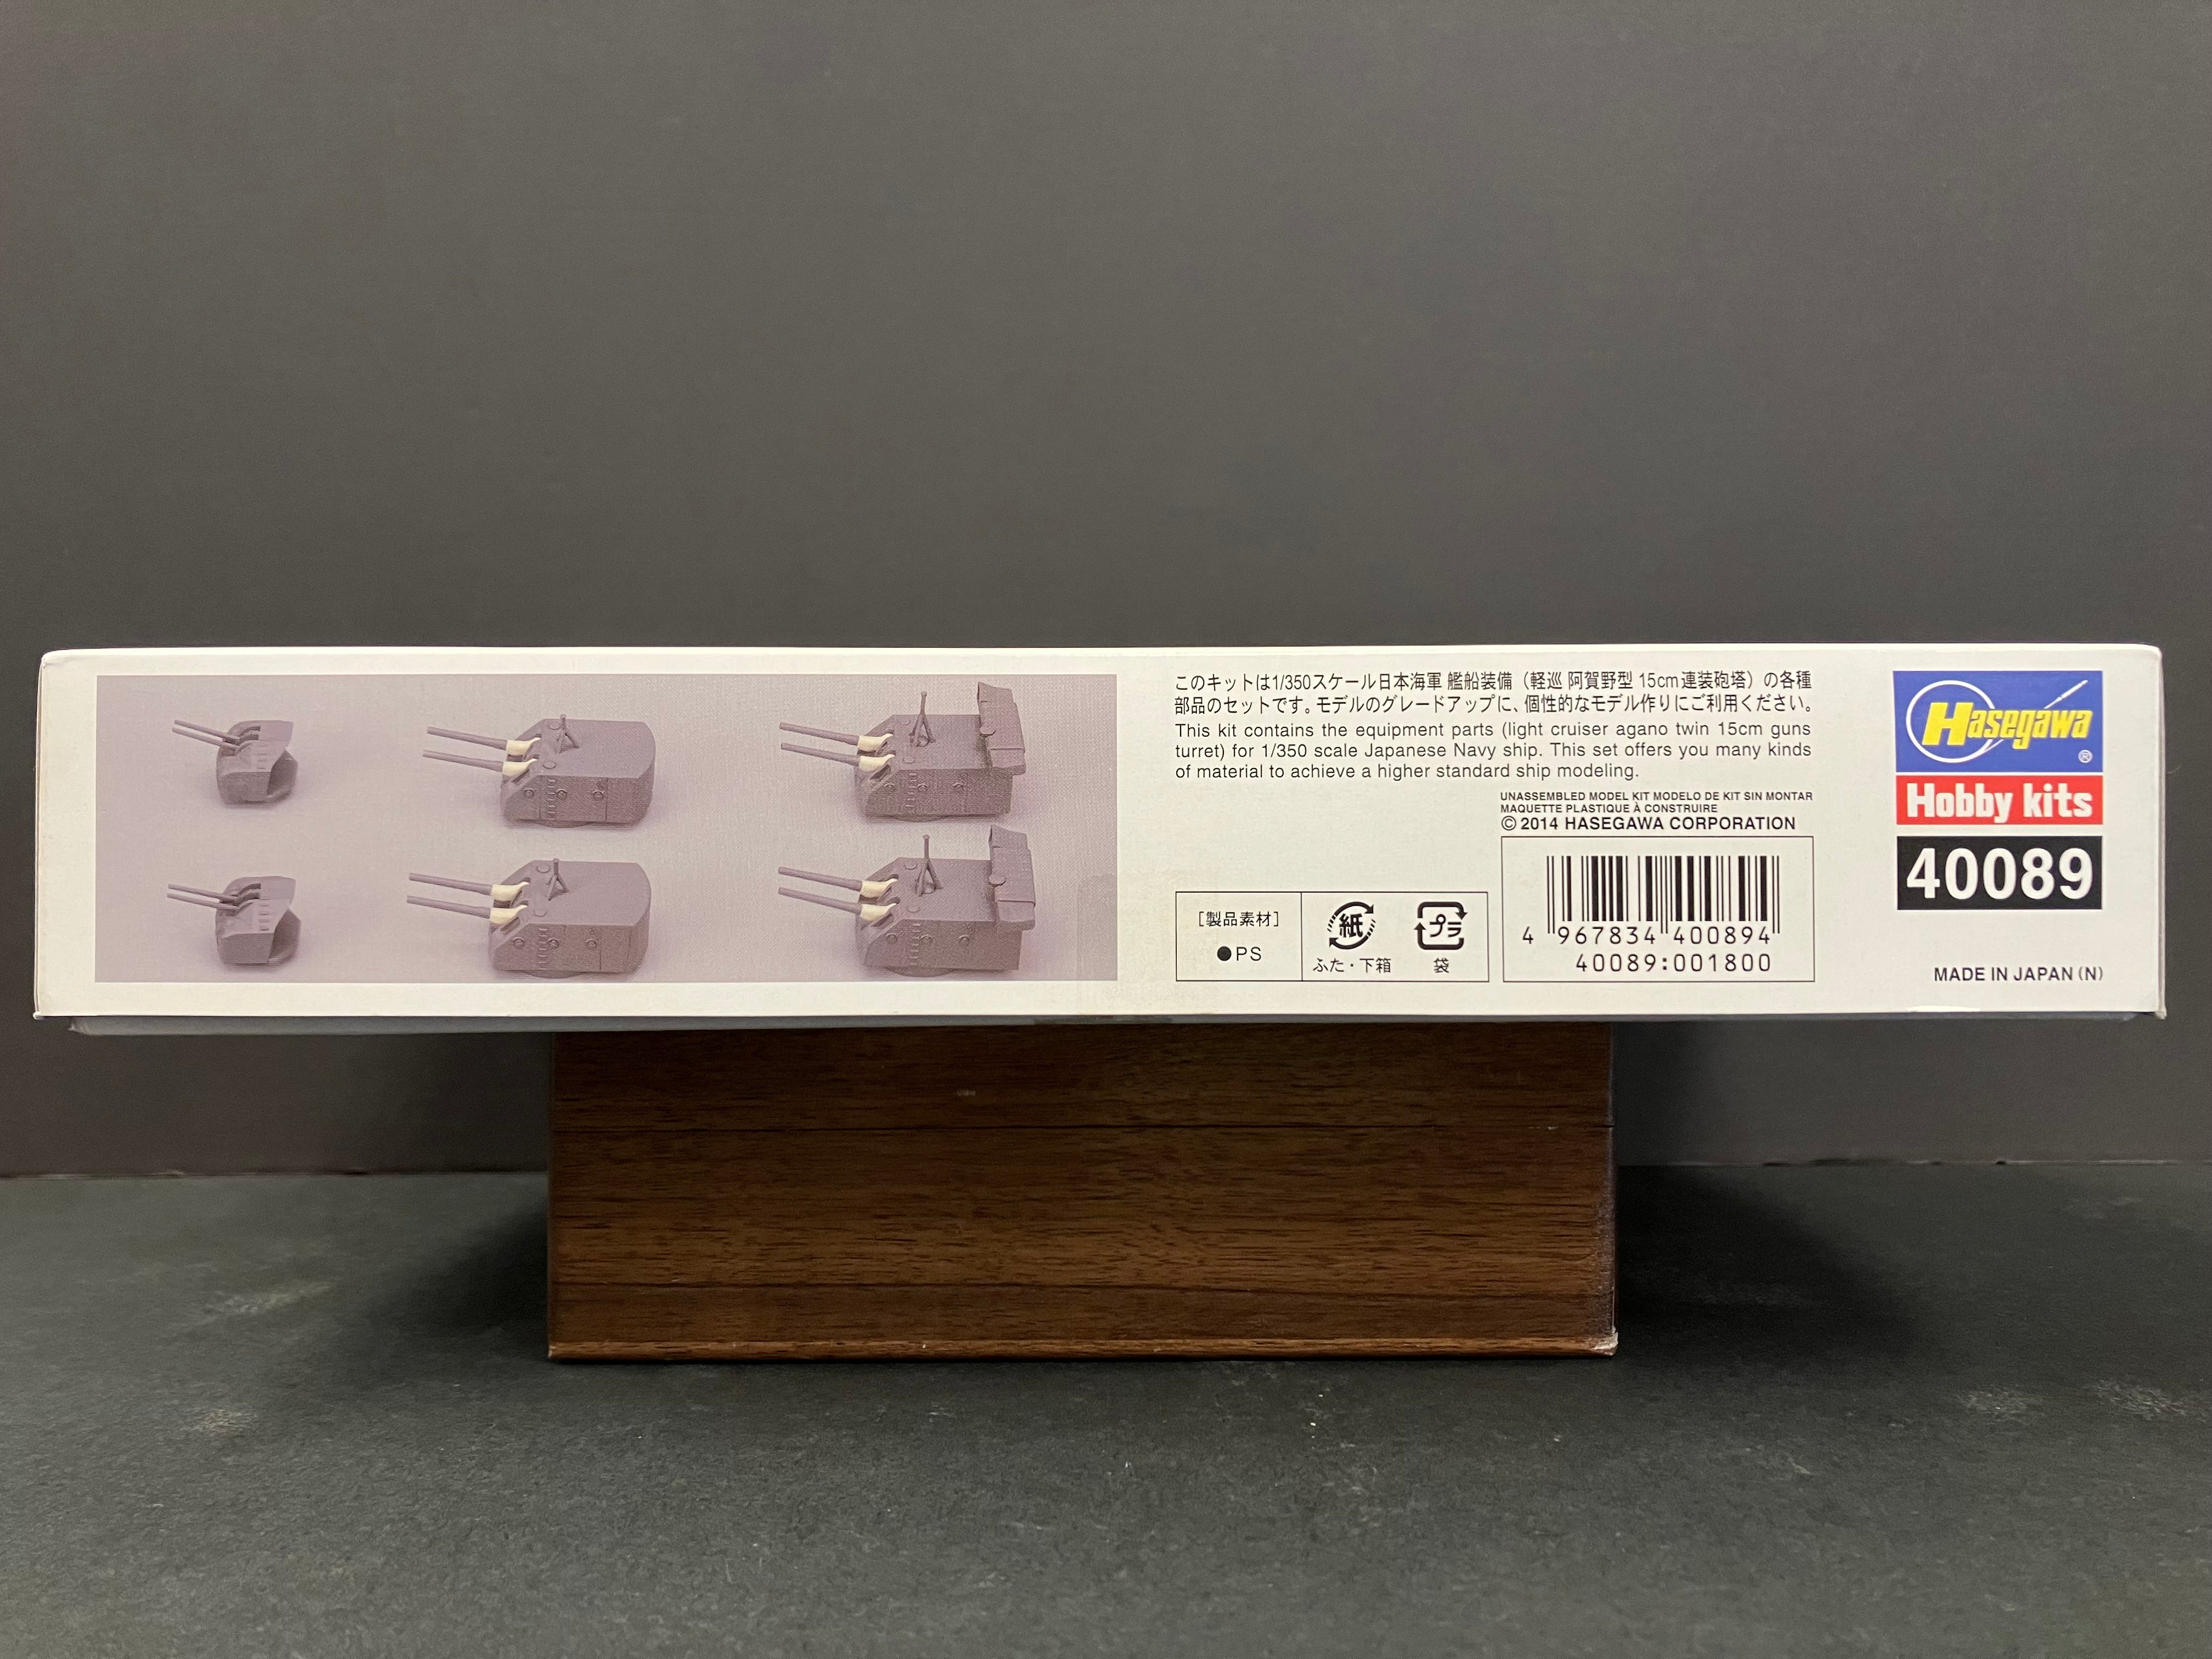 このキットは1/350スケール日本海軍 艦船装備（軽巡 阿賀野型 15cm連装砲塔）の各種
部品のセットです。モデルのグレードアップに、個性的なモデル作りにご利用ください。
This kit contains the equipment parts (light cruiser agano twin 15cm guns
turret) for 1/350 scale Japanese Navy ship. This set offers you many kinds
of material to achieve a higher standard ship modeling.
UNASSEMBLED MODEL KIT MODELO DE KIT SIN MONTAR
MAQUETTE PLASTIQUE À CONSTRUIRE
© 2014 HASEGAWA CORPORATION
[製品素材]
●PS
紙
ふた・下箱
プラ
袋
4 967834 400894
40089:001800
Hasegawa®
Hobby kits
40089
MADE IN JAPAN (N)